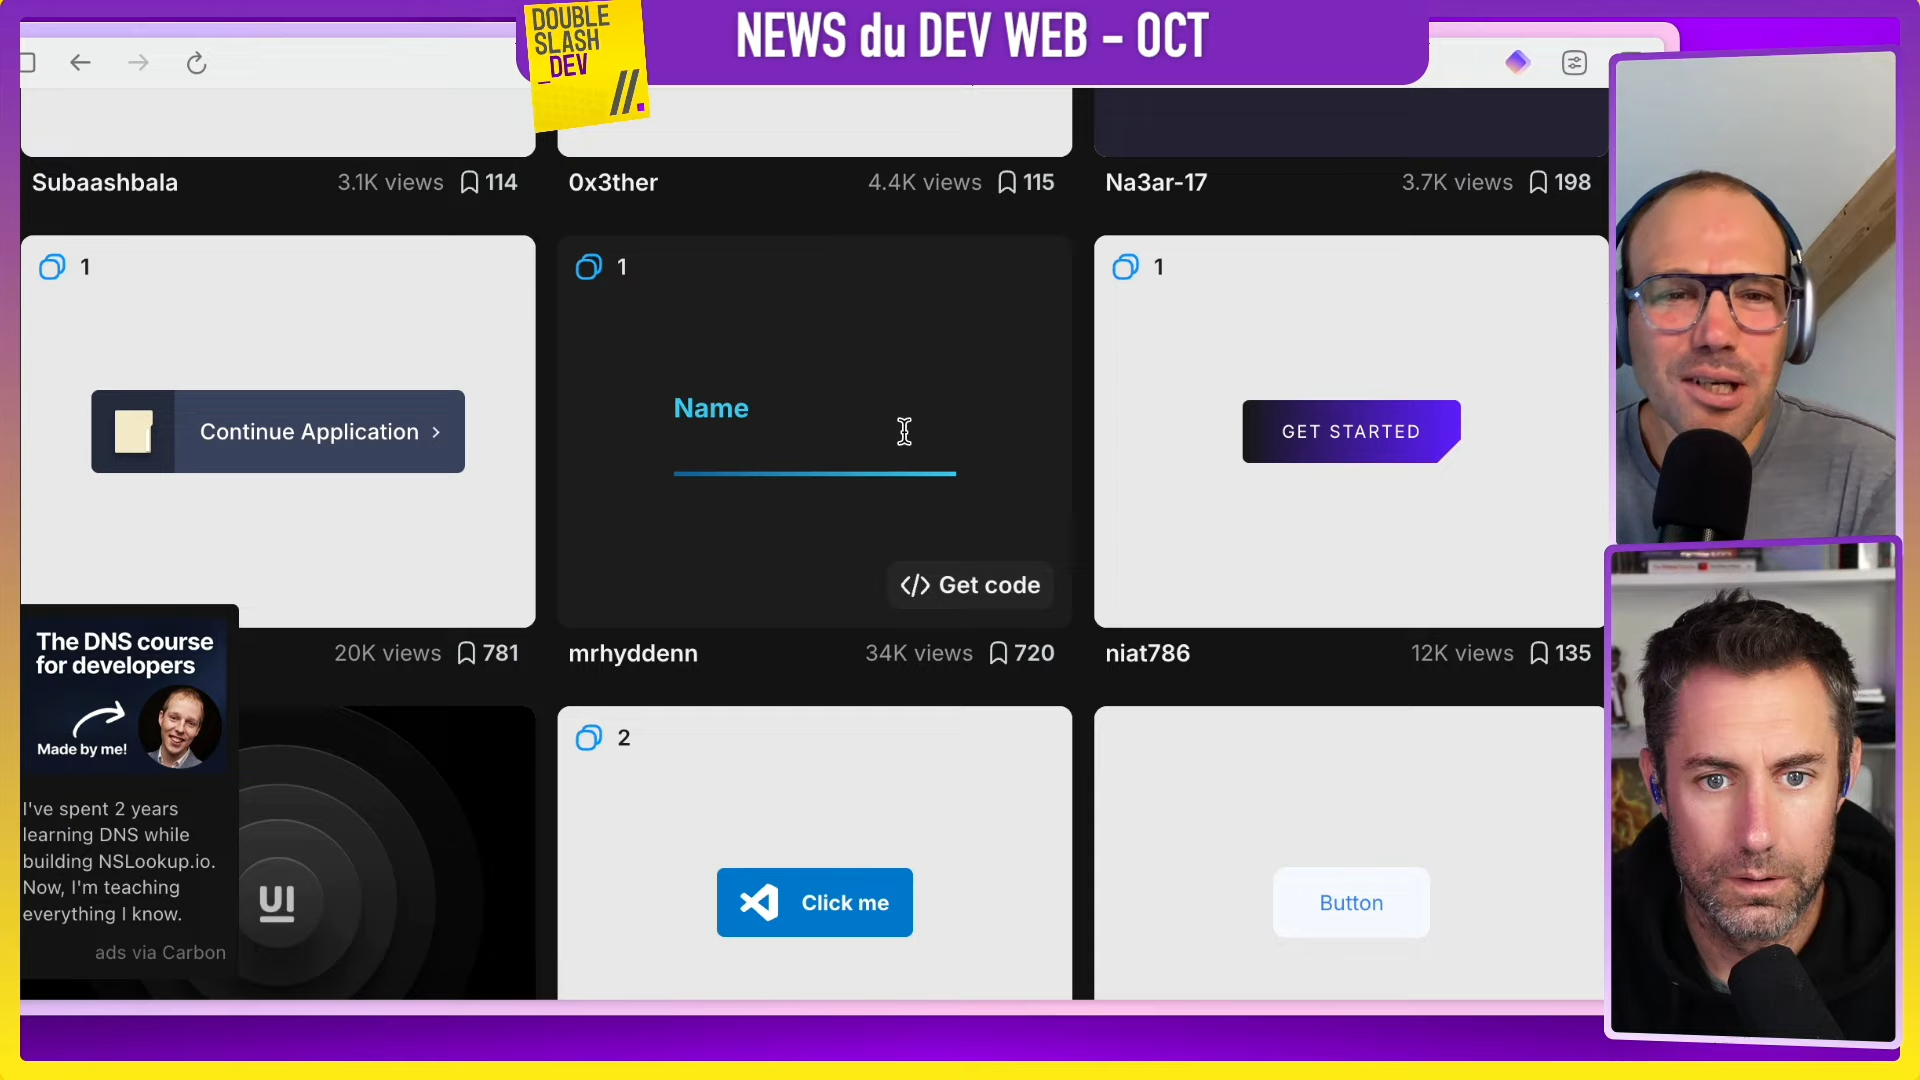 DOUBLE
SLASH
_DEV
//.
NEWS du DEV WEB - OCT
Subaashbala
3.1K views
114
0x3ther
4.4K views
115
Na3ar-17
3.7K views
198
1
Continue Application >
20K views
781
1
Name
</> Get code
mrhyddenn
34K views
720
1
GET STARTED
niat786
12K views
135
The DNS course
for developers
Made by me!
I've spent 2 years
learning DNS while
building NSLookup.io.
Now, I'm teaching
everything I know.
ads via Carbon
UI
2
Click me
Button